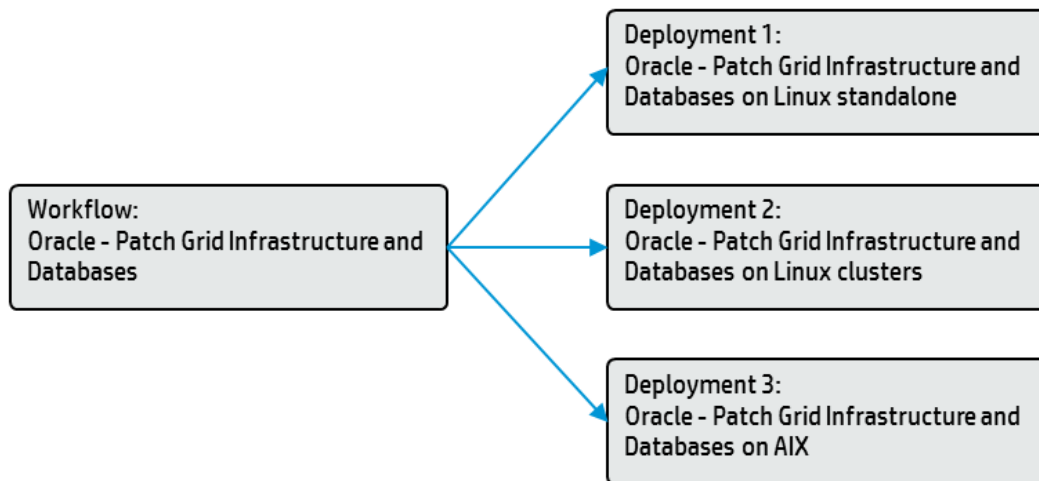 Deployment 1:
Oracle - Patch Grid Infrastructure and
Databases on Linux standalone
Workflow:
Oracle - Patch Grid Infrastructure and
Databases
Deployment 2:
Oracle - Patch Grid Infrastructure and
Databases on Linux clusters
Deployment 3:
Oracle - Patch Grid Infrastructure and
Databases on AIX